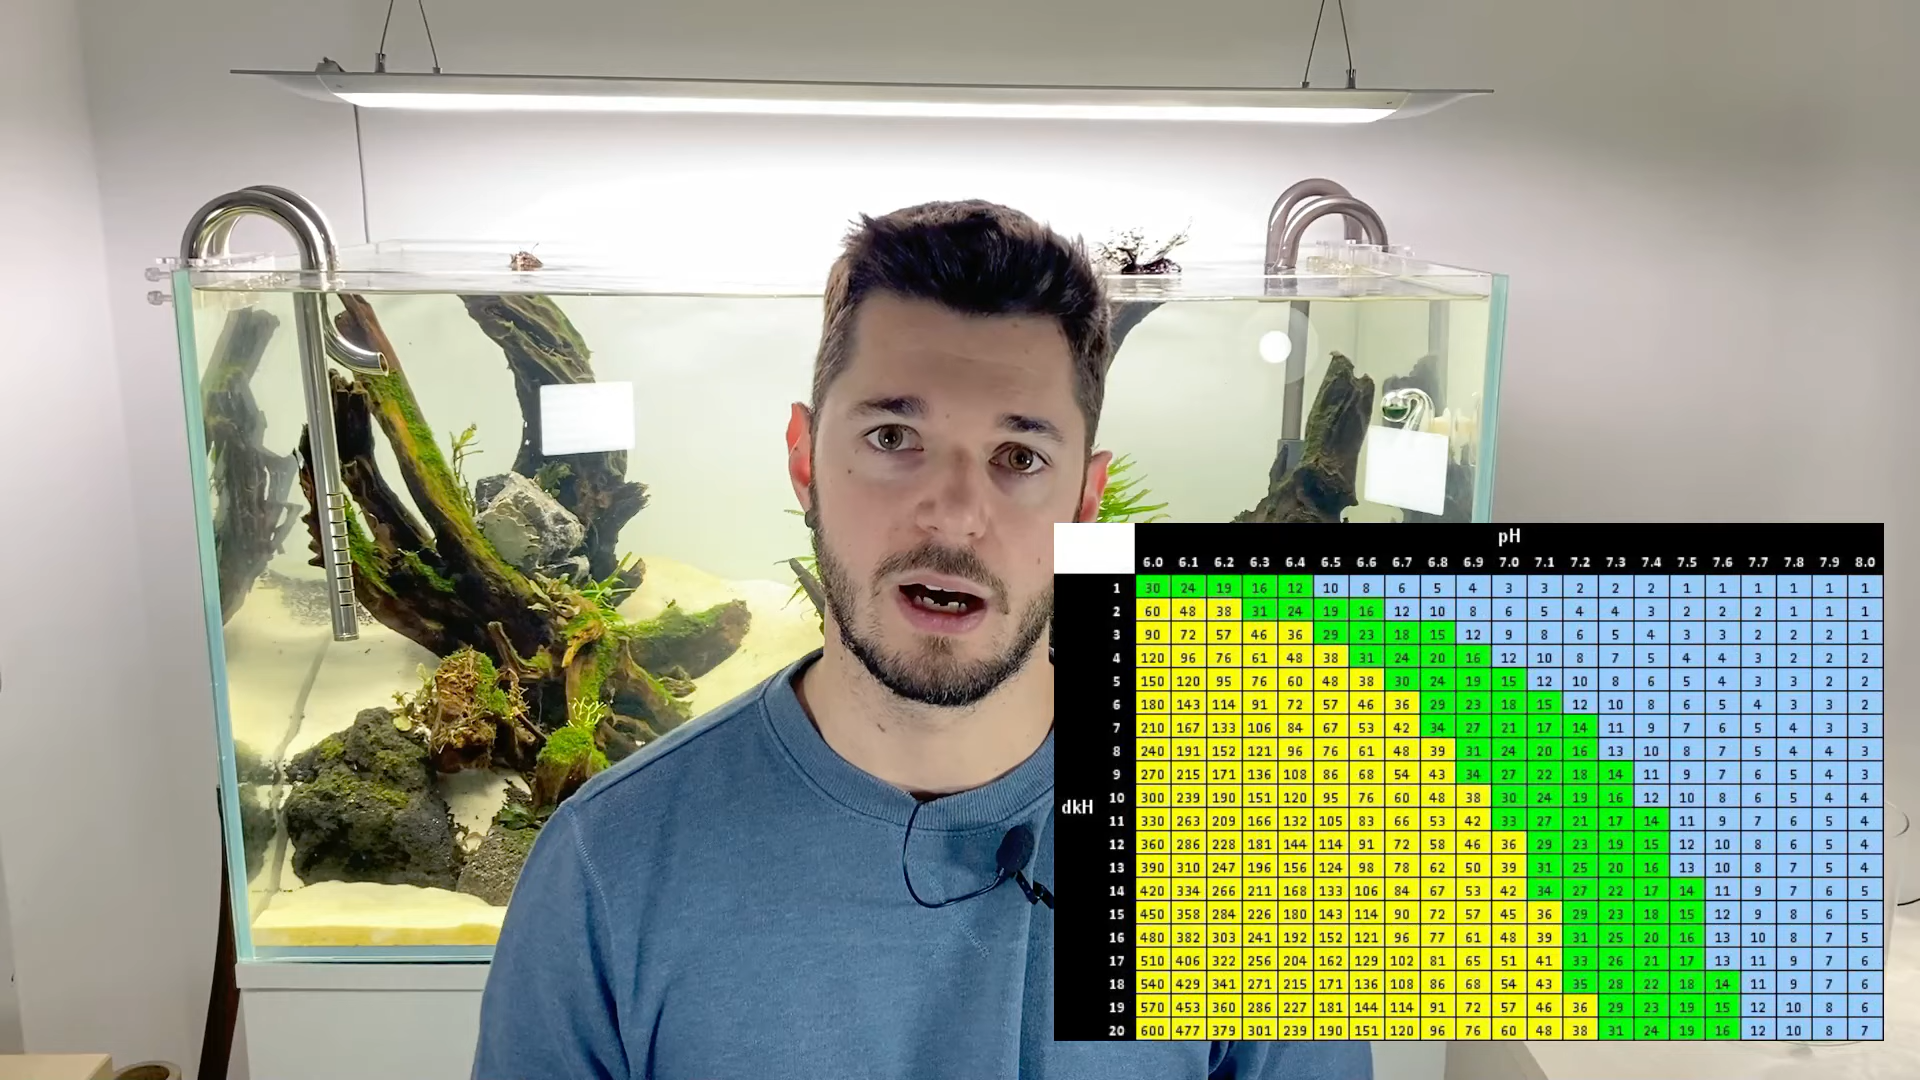 pH
6.0 6.1 6.2 6.3 6.4 6.5 6.6 6.7 6.8 6.9 7.0 7.1 7.2 7.3 7.4 7.5 7.6 7.7 7.8 7.9 8.0
1 30 24 19 16 12 10 8 6 5 4 3 3 2 2 2 1 1 1 1 1 1
2 60 48 38 31 24 19 16 12 10 8 6 5 4 4 3 2 2 2 1 1 1
3 90 72 57 46 36 29 23 18 15 12 9 8 6 5 4 3 3 2 2 2 1
4 120 96 76 61 48 38 31 24 20 16 12 10 8 7 5 4 4 3 2 2 2
5 150 120 95 76 60 48 38 30 24 19 15 12 10 8 6 5 4 3 3 2 2
6 180 143 114 91 72 57 46 36 29 23 18 15 12 10 8 6 5 4 3 3 2
7 210 167 133 106 84 67 53 42 34 27 21 17 14 11 9 7 6 5 4 3 3
8 240 191 152 121 96 76 61 48 39 31 24 20 16 13 10 8 7 5 4 4 3
9 270 215 171 136 108 86 68 54 43 34 27 22 18 14 11 9 7 6 5 4 3
dkH 10 300 239 190 151 120 95 76 60 48 38 30 24 19 16 12 10 8 6 5 4 4
11 330 263 209 166 132 105 83 66 53 42 33 27 21 17 14 11 9 7 6 5 4
12 360 286 228 181 144 114 91 72 58 46 36 29 23 19 15 12 10 8 6 5 4
13 390 310 247 196 156 124 98 78 62 50 39 31 25 20 16 13 10 8 7 5 4
14 420 334 266 211 168 133 106 84 67 53 42 34 27 22 17 14 11 9 7 6 5
15 450 358 284 226 180 143 114 90 72 57 45 36 29 23 18 15 12 9 8 6 5
16 480 382 303 241 192 152 121 96 77 61 48 39 31 25 20 16 13 10 8 7 5
17 510 406 322 256 204 162 129 102 81 65 51 41 33 26 21 17 13 11 9 7 6
18 540 429 341 271 215 171 136 108 86 68 54 43 35 28 22 18 14 11 9 7 6
19 570 453 360 286 227 181 144 114 91 72 57 46 36 29 23 19 15 12 10 8 6
20 600 477 379 301 239 190 151 120 96 76 60 48 38 31 24 19 16 12 10 8 7